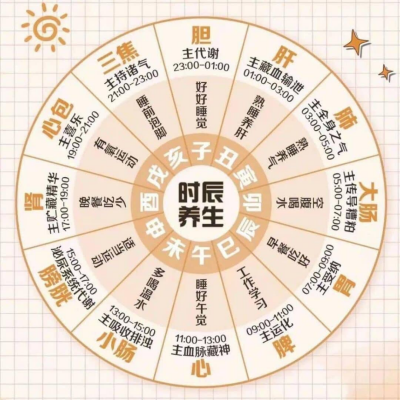 时辰
养生
子
丑
寅
卯
辰
巳
午
未
申
酉
戌
亥
胆
主代谢
23:00-01:00
好好睡觉
肝
主藏血输泄
01:00-03:00
熟睡养肝
肺
主全身之气
03:00-05:00
熟睡养气
大肠
主传导糟粕
05:00-07:00
空腹喝水
胃
主受纳
07:00-09:00
脾
主运化
09:00-11:00
工作学习
心
主血脉藏神
11:00-13:00
睡好午觉
小肠
主吸收排浊
13:00-15:00
多喝温水
膀胱
泌尿系统代谢
15:00-17:00
适当运动
肾
主贮藏精华
17:00-19:00
晚餐吃少
心包
主喜乐
19:00-21:00
有氧运动
三焦
主持诸气
21:00-23:00
睡前泡脚